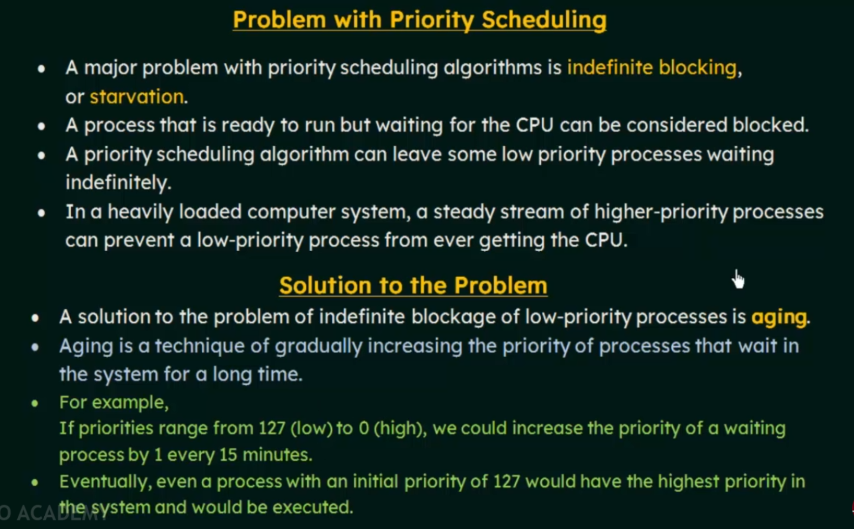 Problem with Priority Scheduling
• A major problem with priority scheduling algorithms is indefinite blocking,
or starvation.
• A process that is ready to run but waiting for the CPU can be considered blocked.
• A priority scheduling algorithm can leave some low priority processes waiting
indefinitely.
• In a heavily loaded computer system, a steady stream of higher-priority processes
can prevent a low-priority process from ever getting the CPU.
Solution to the Problem
• A solution to the problem of indefinite blockage of low-priority processes is aging.
• Aging is a technique of gradually increasing the priority of processes that wait in
the system for a long time.
• For example,
If priorities range from 127 (low) to 0 (high), we could increase the priority of a waiting
process by 1 every 15 minutes.
• Eventually, even a process with an initial priority of 127 would have the highest priority in
the system and would be executed.
O ACADEMY